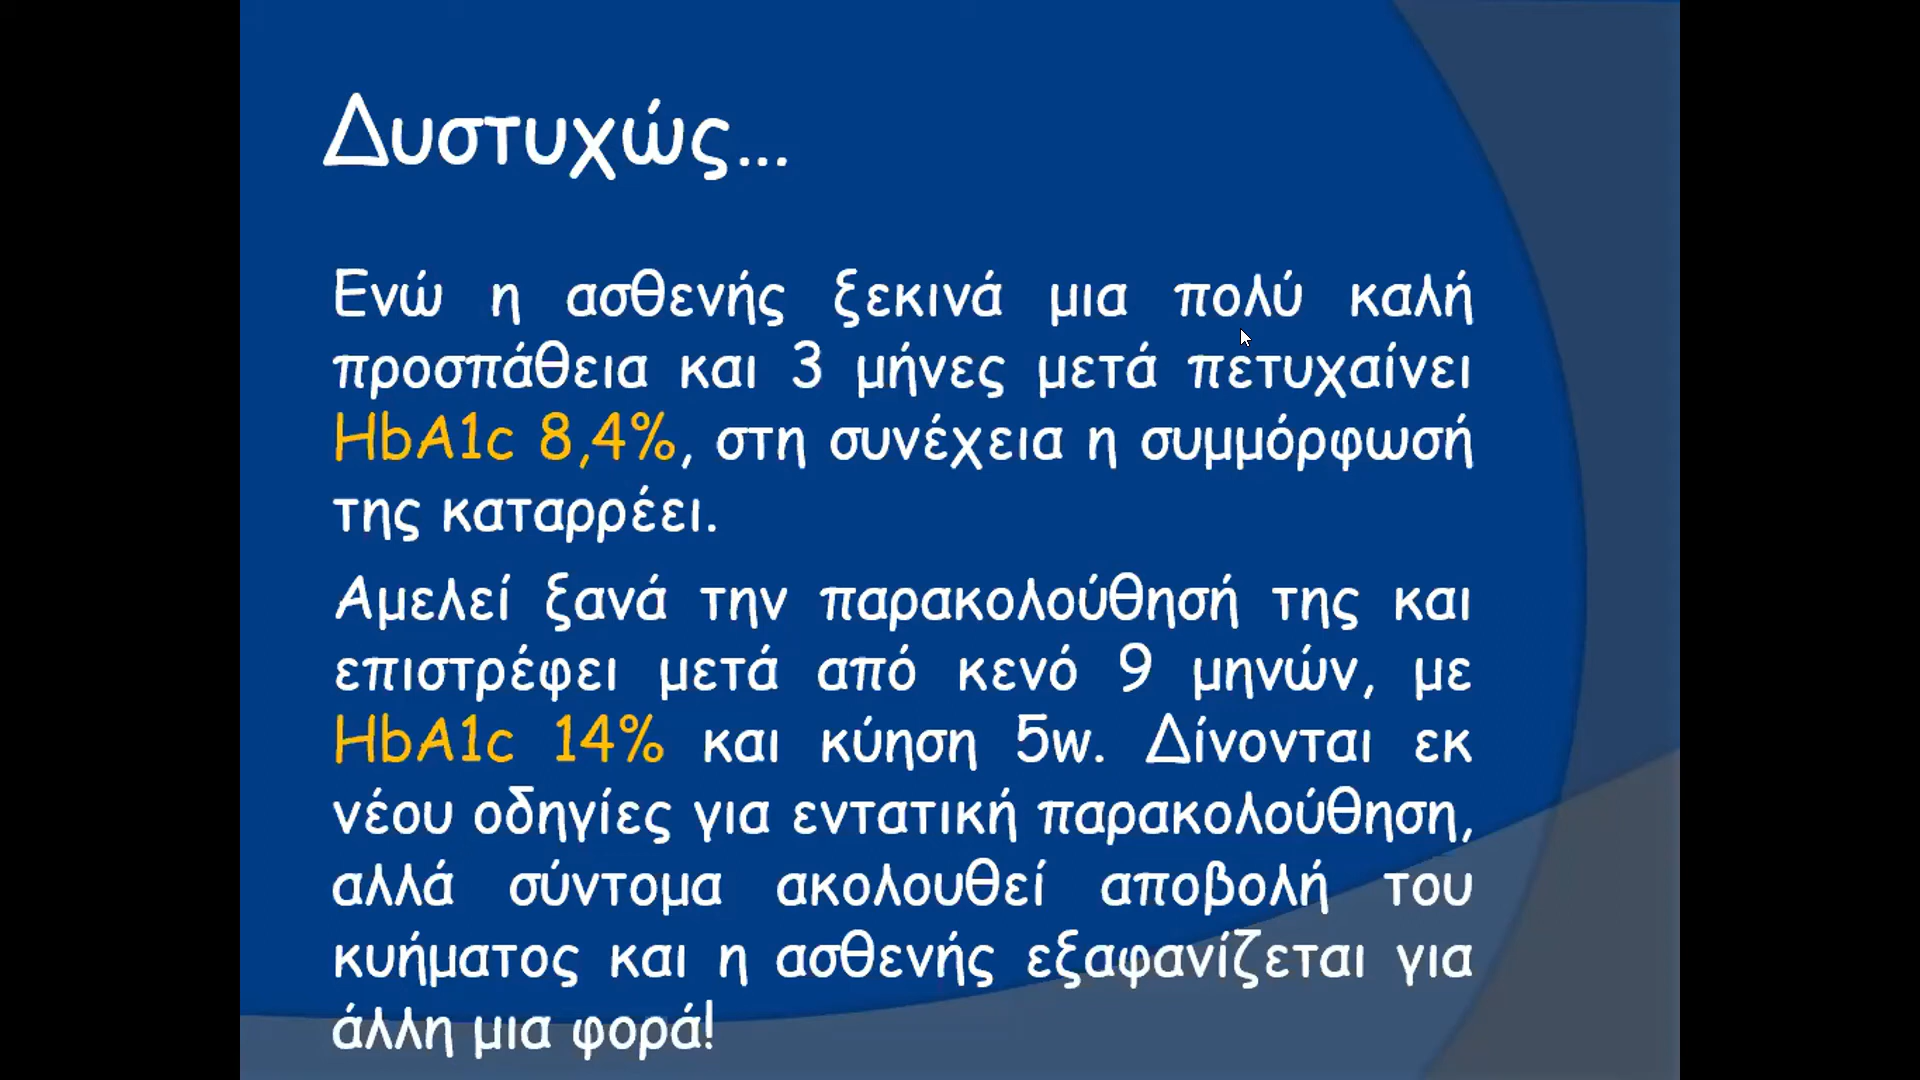 Δυστυχώς...
Ενώ η ασθενής ξεκινά μια πολύ καλή
προσπάθεια και 3 μήνες μετά πετυχαίνει
HbA1c 8,4%, στη συνέχεια η συμμόρφωσή
της καταρρέει.
Αμελεί ξανά την παρακολούθησή της και
επιστρέφει μετά από κενό 9 μηνών, με
HbA1c 14% και κύηση 5w. Δίνονται εκ
νέου οδηγίες για εντατική παρακολούθηση,
αλλά σύντομα ακολουθεί αποβολή του
κυήματος και η ασθενής εξαφανίζεται για
άλλη μια φορά!